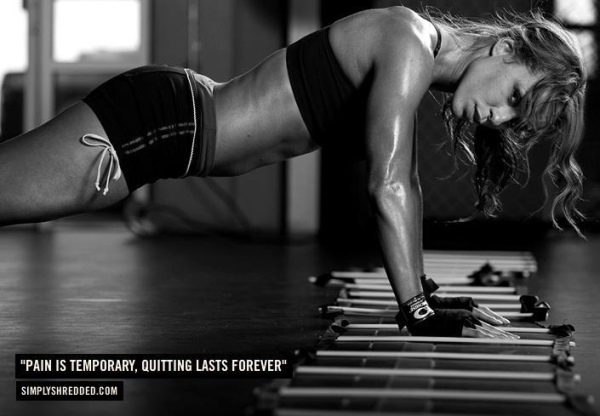 "PAIN IS TEMPORARY, QUITTING LASTS FOREVER"
SIMPLYSHREDDED.COM